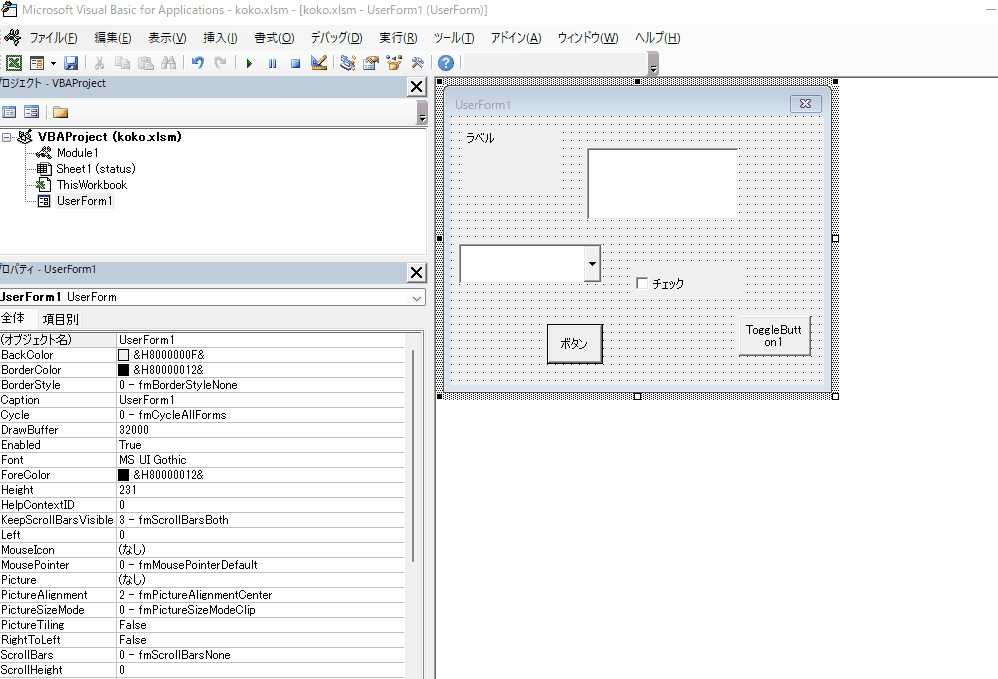 Microsoft Visual Basic for Applications - koko.xlsm - [koko.xlsm - UserForm1 (UserForm)]
ファイル(F) 編集(E) 表示(V) 挿入(I) 書式(O) デバッグ(D) 実行(R) ツール(T) アドイン(A) ウィンドウ(W) ヘルプ(H)
プロジェクト - VBAProject
VBAProject (koko.xlsm)
Module1
Sheet1 (status)
ThisWorkbook
UserForm1
プロパティ - UserForm1
UserForm1 UserForm
全体 項目別
(オブジェクト名) UserForm1
BackColor &H8000000F&
BorderColor &H80000012&
BorderStyle 0 - fmBorderStyleNone
Caption UserForm1
Cycle 0 - fmCycleAllForms
DrawBuffer 32000
Enabled True
Font MS UI Gothic
ForeColor &H80000012&
Height 231
HelpContextID 0
KeepScrollBarsVisible 3 - fmScrollBarsBoth
Left 0
MouseIcon (なし)
MousePointer 0 - fmMousePointerDefault
Picture (なし)
PictureAlignment 2 - fmPictureAlignmentCenter
PictureSizeMode 0 - fmPictureSizeModeClip
PictureTiling False
RightToLeft False
ScrollBars 0 - fmScrollBarsNone
ScrollHeight 0
UserForm1
ラベル
チェック
ボタン
ToggleButt
on1